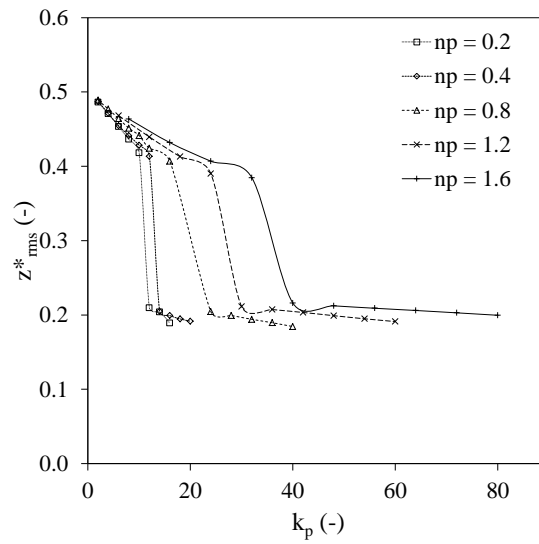 0.6
0.5
0.4
0.3
0.2
0.1
0.0
z*rms (-)
0
20
40
60
80
kp (-)
np = 0.2
np = 0.4
np = 0.8
np = 1.2
np = 1.6